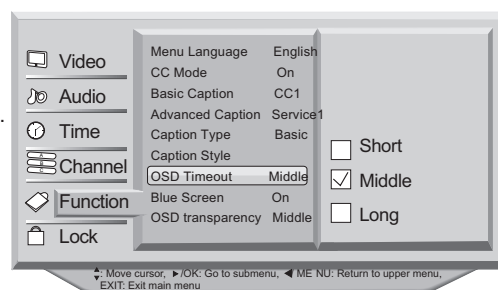 Video
Audio
Time
Channel
Function
Lock
Menu Language English
CC Mode On
Basic Caption CC1
Advanced Caption Service1
Caption Type Basic
Caption Style
OSD Timeout Middle
Blue Screen On
OSD transparency Middle
Short
Middle
Long
: Move cursor, ▶/OK: Go to submenu, ◀ ME NU: Return to upper menu,
EXIT: Exit main menu